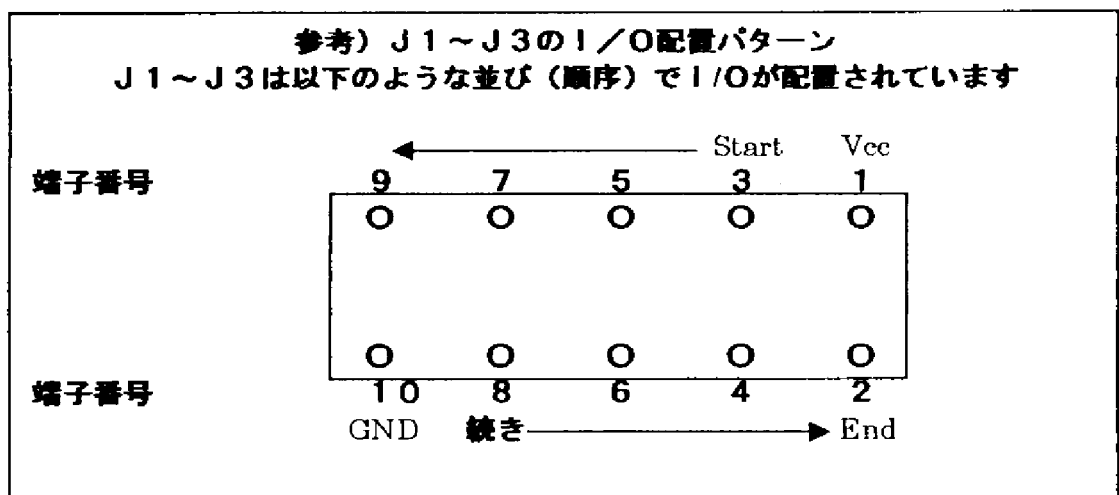 参考）Ｊ１～Ｊ３のＩ／Ｏ配置パターン
Ｊ１～Ｊ３は以下のような並び（順序）でＩ/Ｏが配置されています
Start Vcc
端子番号 9 7 5 3 1
O O O O O
O O O O O
端子番号 10 8 6 4 2
GND 続き End